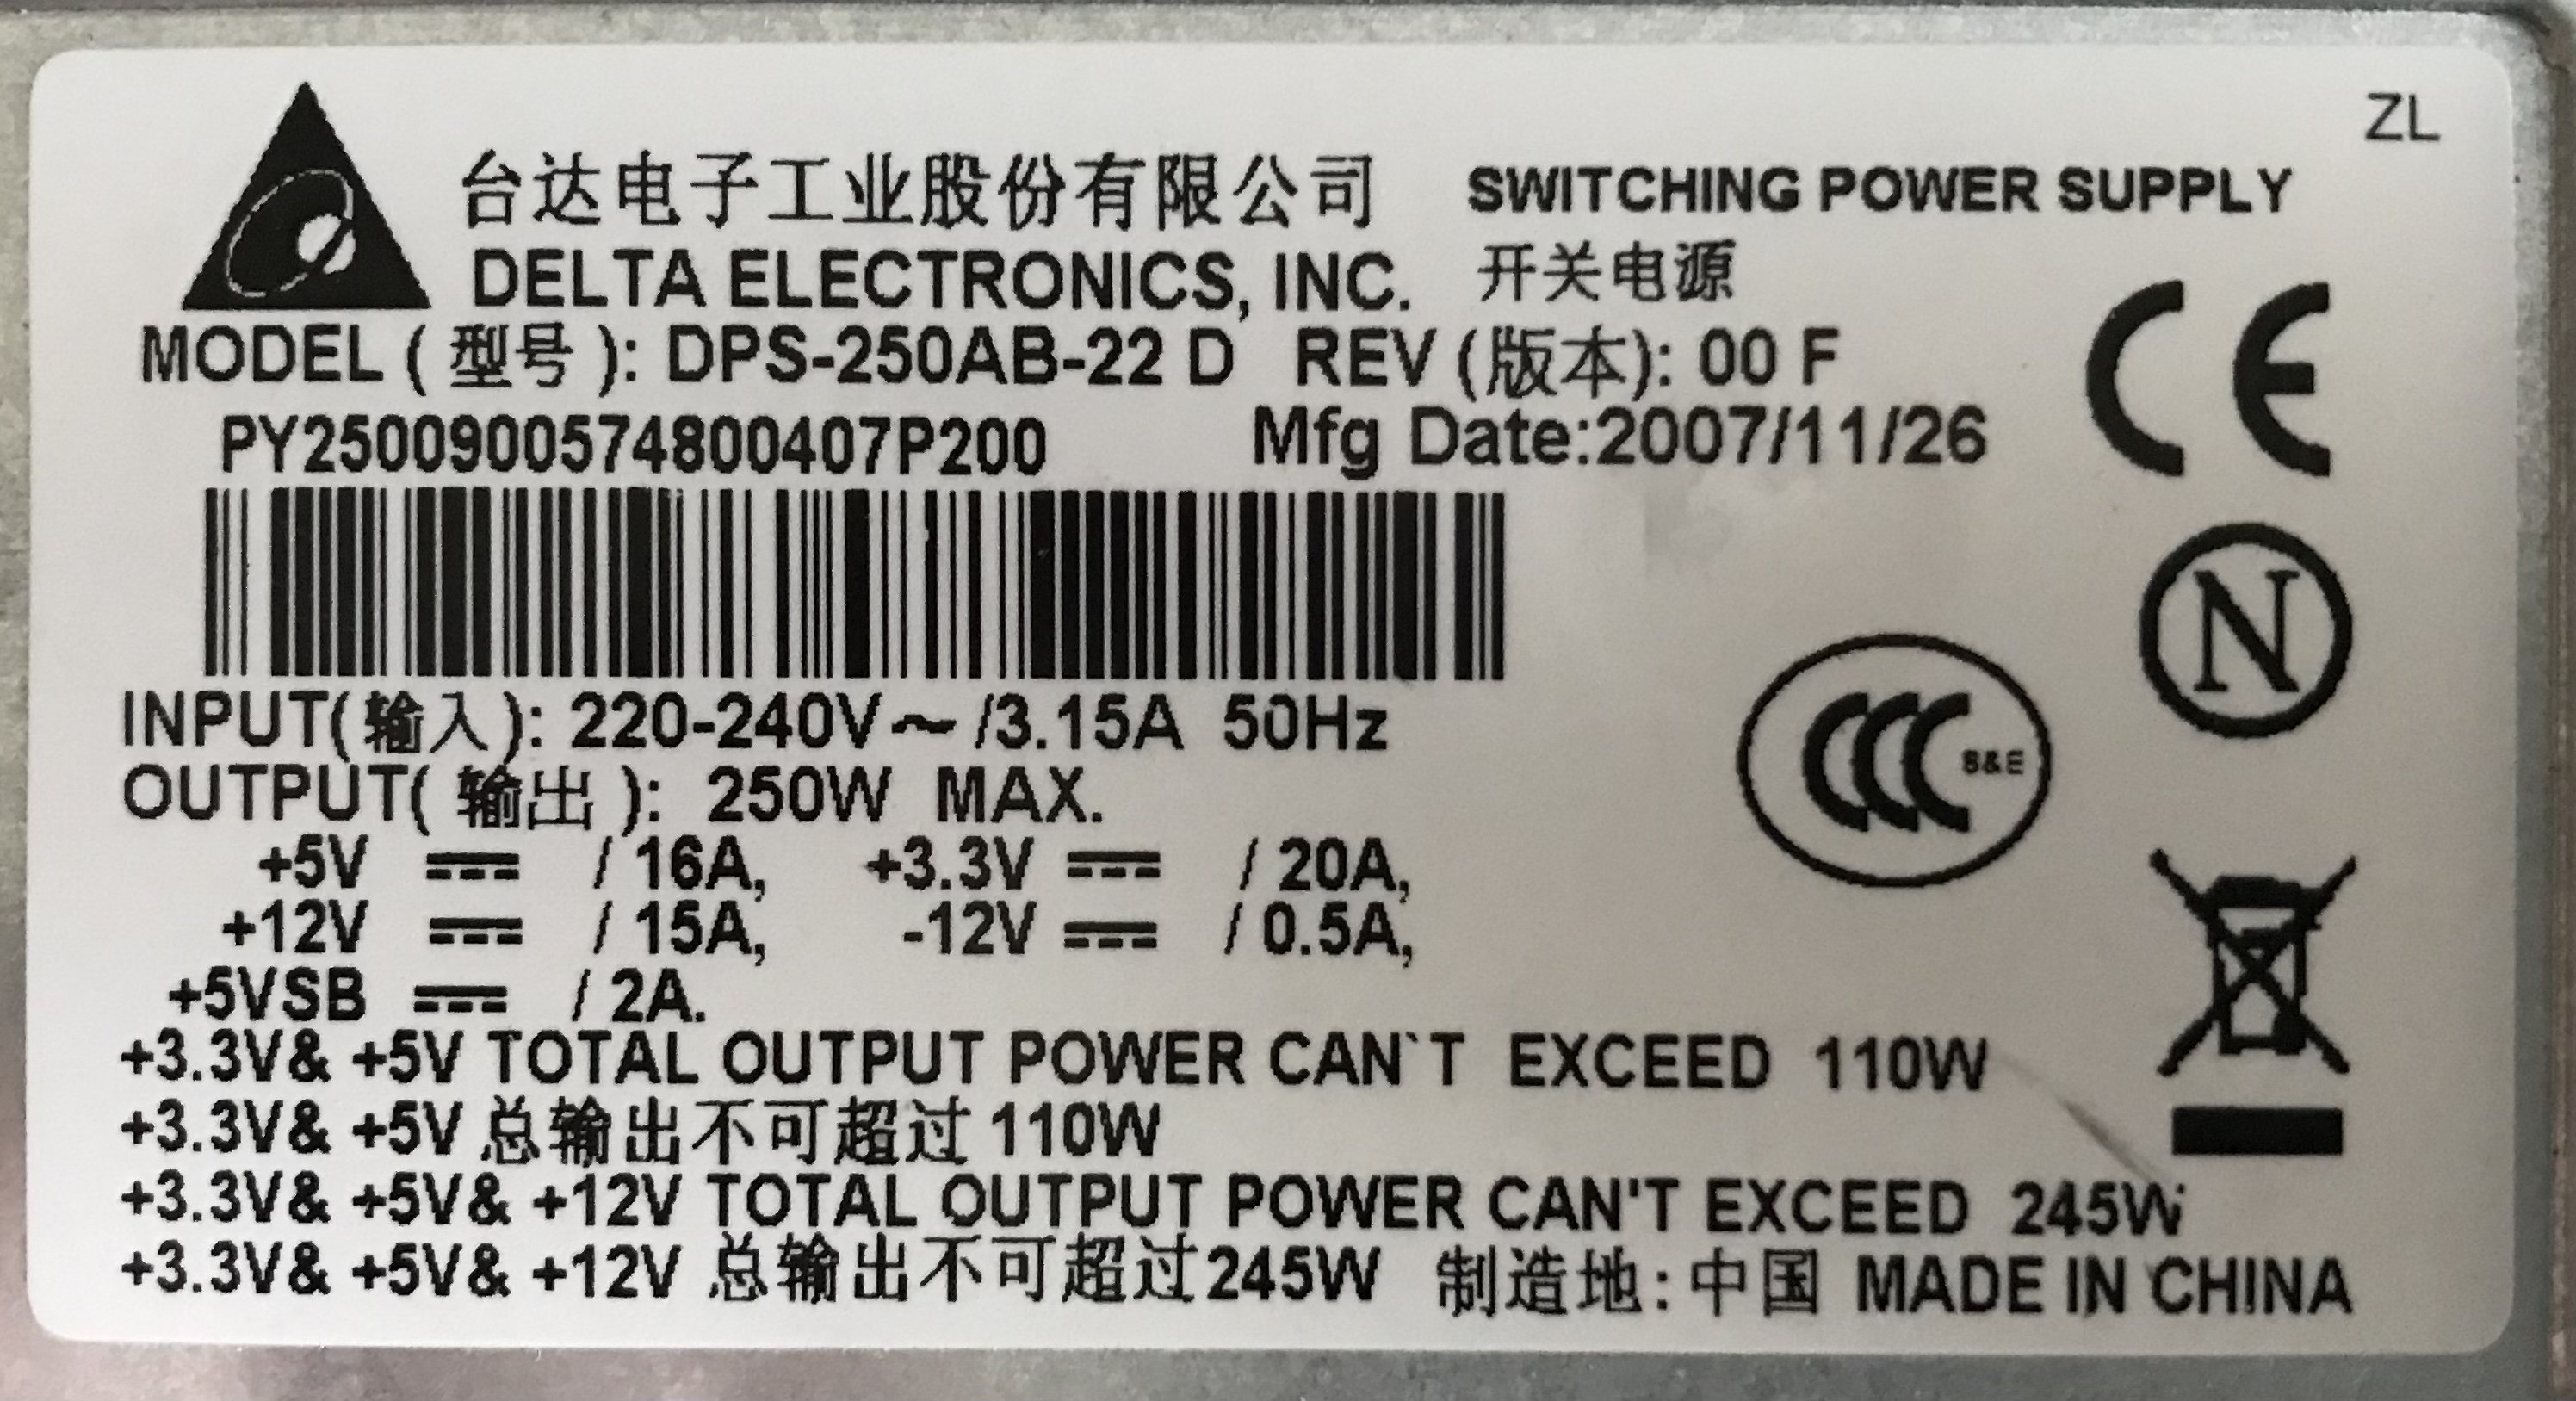 ZL
台达电子工业股份有限公司 SWITCHING POWER SUPPLY
DELTA ELECTRONICS, INC. 开关电源
MODEL ( 型号 ): DPS-250AB-22 D REV (版本): 00 F
PY2500900574800407P200 Mfg Date:2007/11/26
CE
N
INPUT( 输入 ): 220-240V～ /3.15A 50Hz
CCC S&E
OUTPUT( 输出 ): 250W MAX.
+5V ⎓ / 16A, +3.3V ⎓ / 20A,
+12V ⎓ / 15A, -12V ⎓ / 0.5A,
+5VSB ⎓ / 2A.
+3.3V& +5V TOTAL OUTPUT POWER CAN`T EXCEED 110W
+3.3V& +5V 总输出不可超过 110W
+3.3V& +5V& +12V TOTAL OUTPUT POWER CAN'T EXCEED 245W
+3.3V& +5V& +12V 总输出不可超过245W 制造地: 中国 MADE IN CHINA